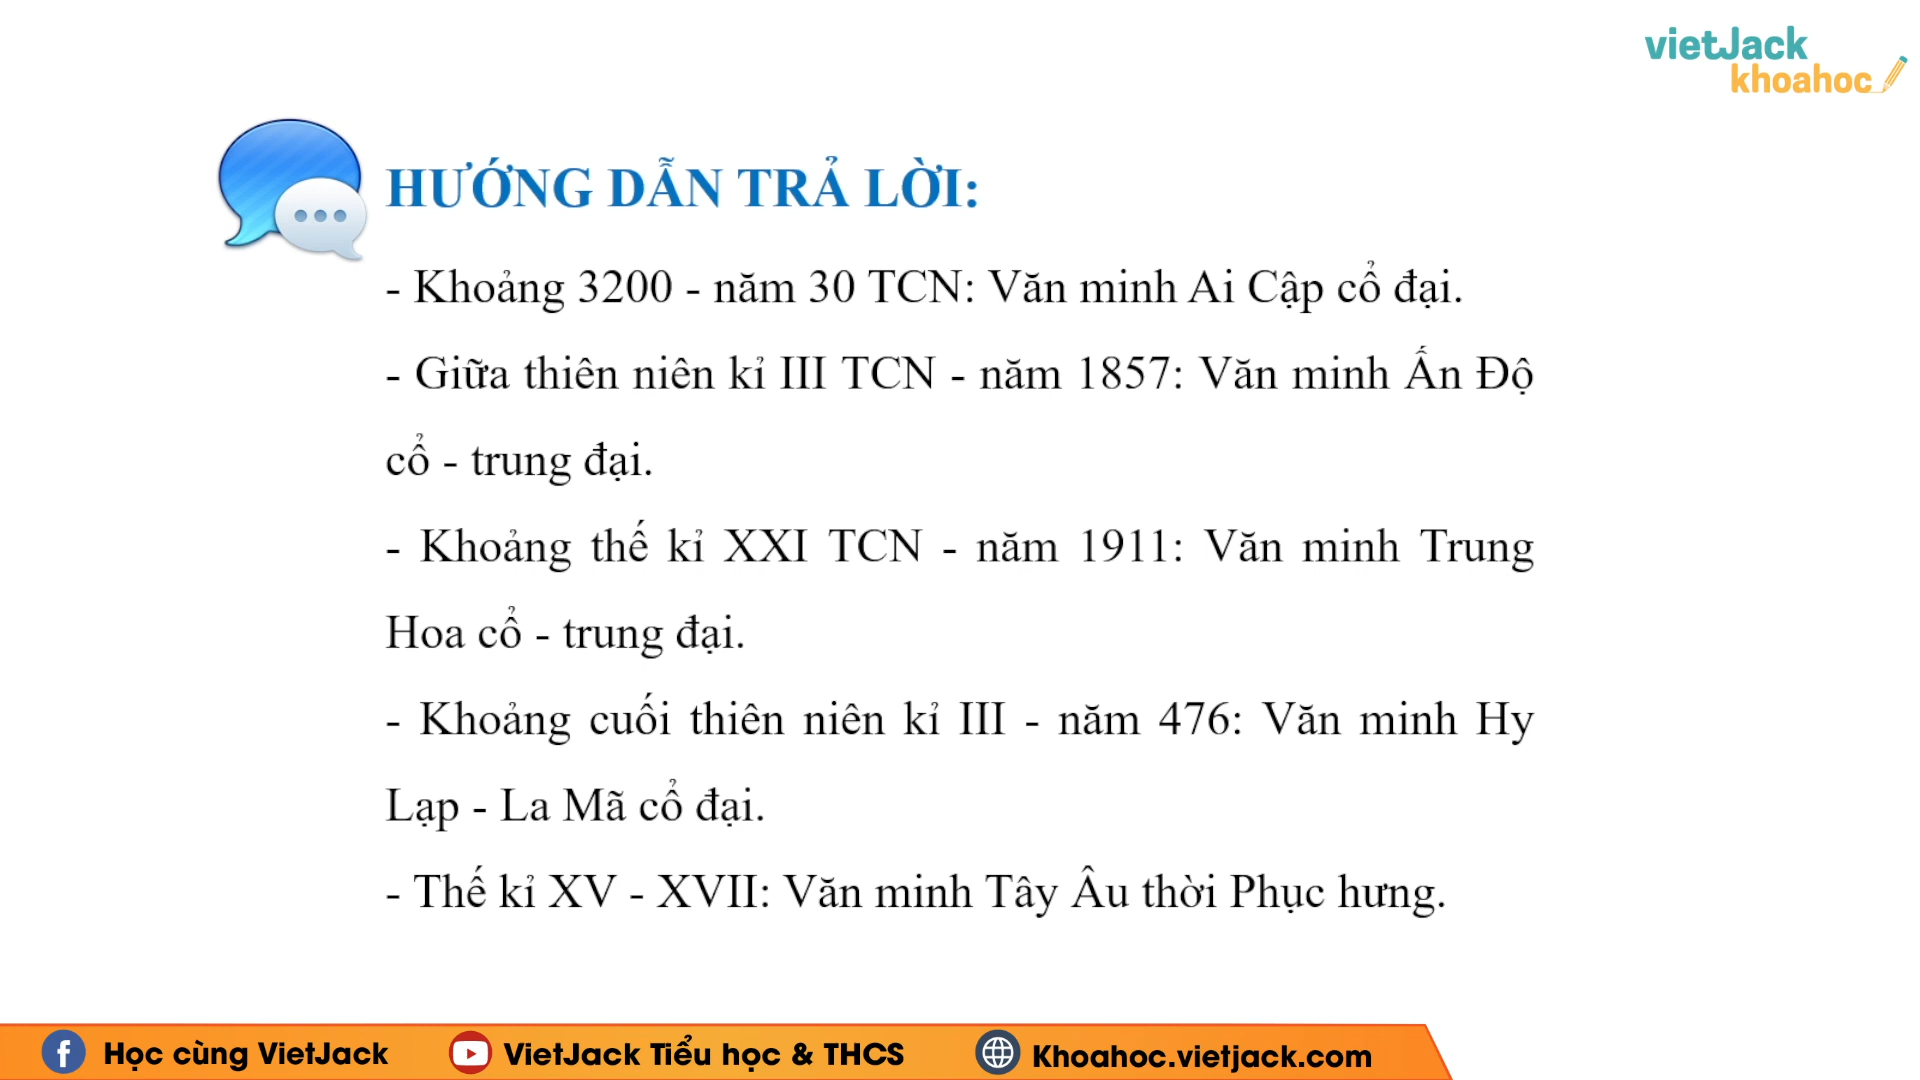 vietJack
khoahoc
HƯỚNG DẪN TRẢ LỜI:
- Khoảng 3200 - năm 30 TCN: Văn minh Ai Cập cổ đại.
- Giữa thiên niên kỉ III TCN - năm 1857: Văn minh Ấn Độ
cổ - trung đại.
- Khoảng thế kỉ XXI TCN - năm 1911: Văn minh Trung
Hoa cổ - trung đại.
- Khoảng cuối thiên niên kỉ III - năm 476: Văn minh Hy
Lạp - La Mã cổ đại.
- Thế kỉ XV - XVII: Văn minh Tây Âu thời Phục hưng.
Học cùng VietJack
VietJack Tiểu học & THCS
Khoahoc.vietjack.com